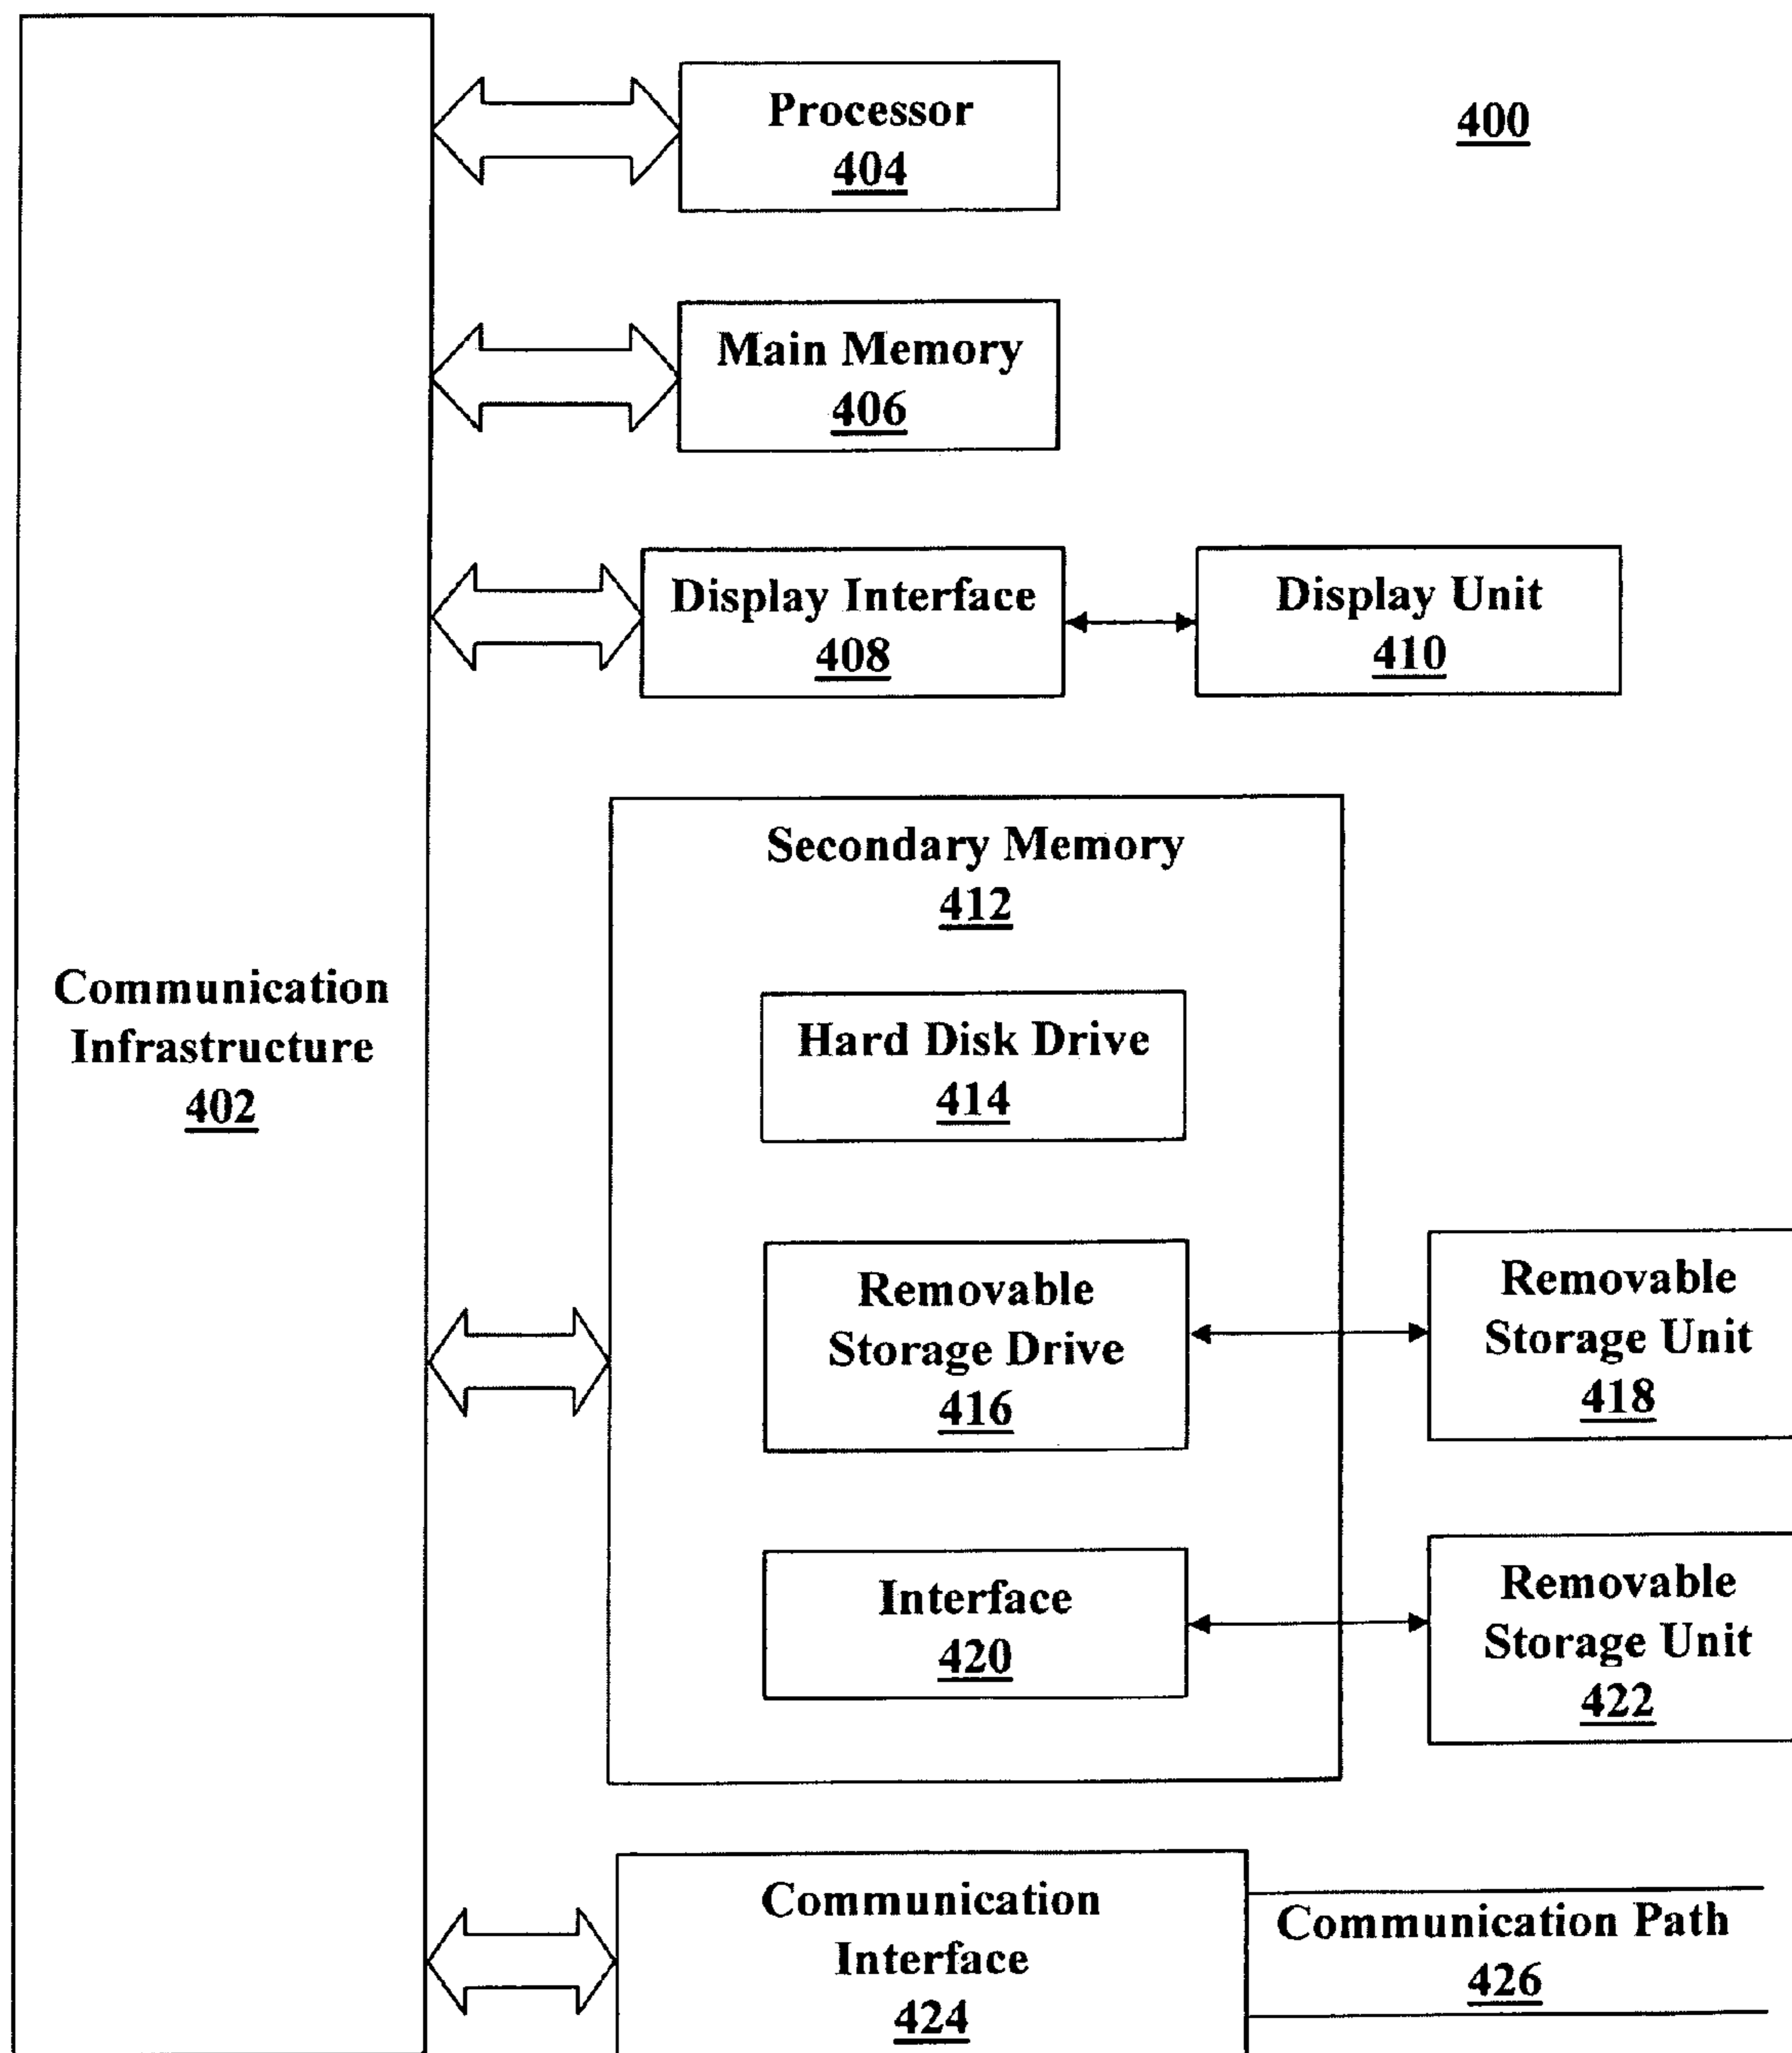 Processor
404
400
Main Memory
406
Display Interface
408
Display Unit
410
Secondary Memory
412
Communication
Infrastructure
402
Hard Disk Drive
414
Removable
Storage Drive
416
Removable
Storage Unit
418
Interface
420
Removable
Storage Unit
422
Communication
Interface
424
Communication Path
426